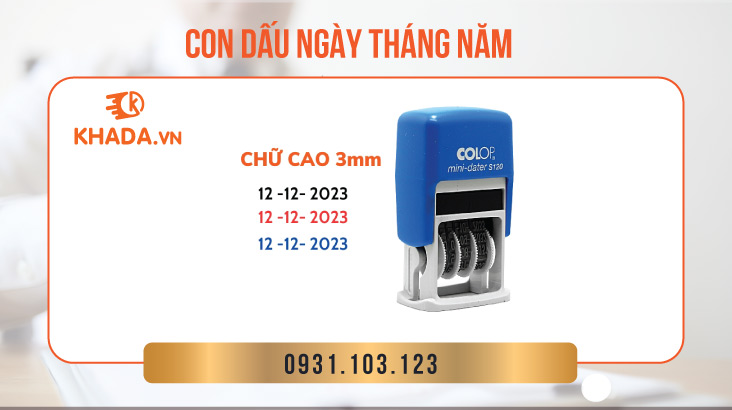 CON DẤU NGÀY THÁNG NĂM
KHADA.VN
CHỮ CAO 3mm
12 -12- 2023
12 -12- 2023
12 -12- 2023
COLOP
mini-dater S120
0931.103.123